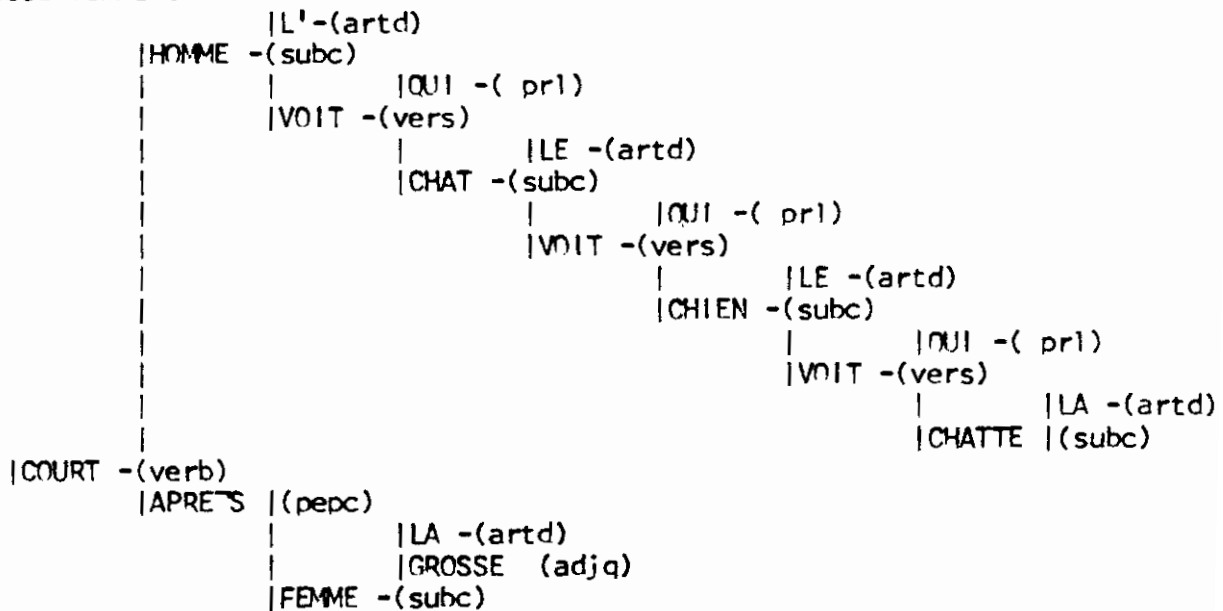 |L'-(artd)
|HOMME -(subc)
| | |QUI -( prl)
| |VOIT -(vers)
| | |LE -(artd)
| |CHAT -(subc)
| | |QUI -( prl)
| |VOIT -(vers)
| | |LE -(artd)
| |CHIEN -(subc)
| | |QUI -( prl)
| |VOIT -(vers)
| | |LA -(artd)
| |CHATTE |(subc)
|COURT -(verb)
|APRE¯S |(pepc)
| |LA -(artd)
| |GROSSE (adjq)
|FEMME -(subc)